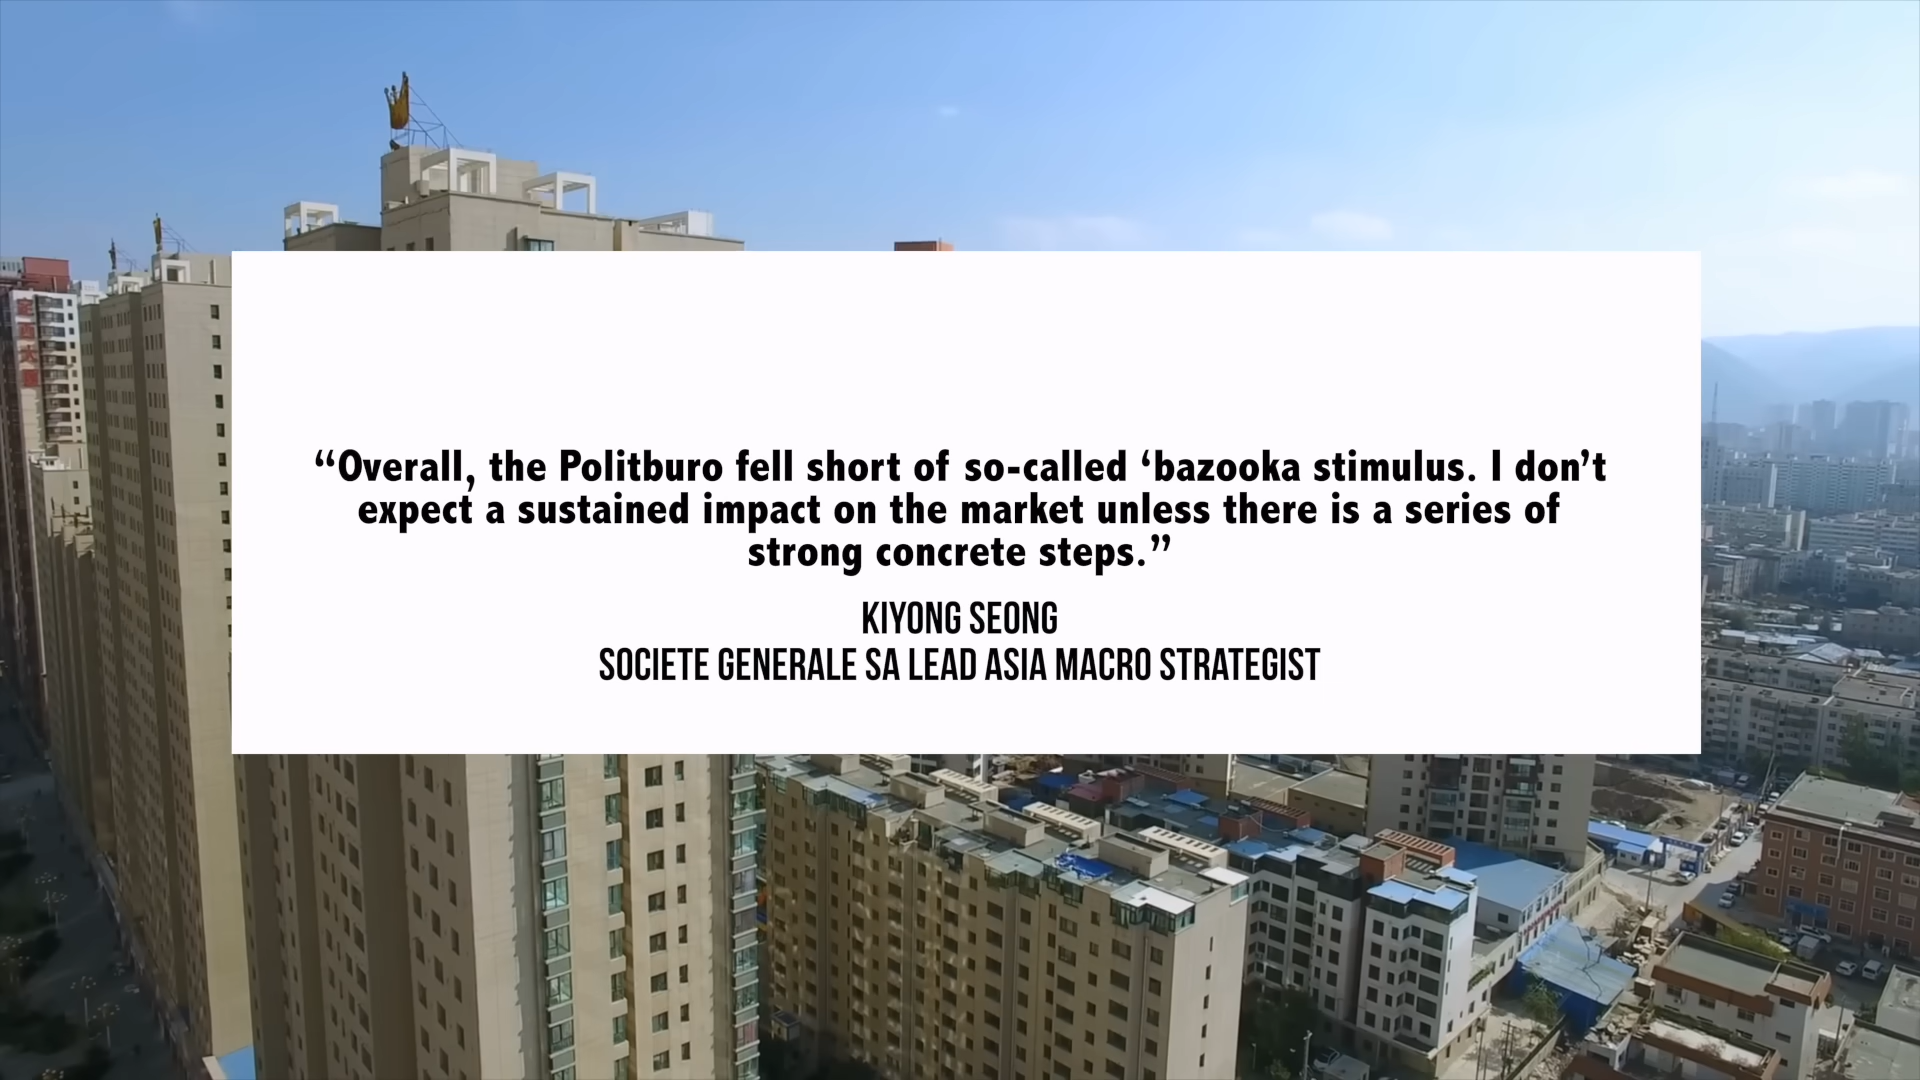 “Overall, the Politburo fell short of so-called ‘bazooka stimulus. I don’t
expect a sustained impact on the market unless there is a series of
strong concrete steps.”
KIYONG SEONG
SOCIETE GENERALE SA LEAD ASIA MACRO STRATEGIST